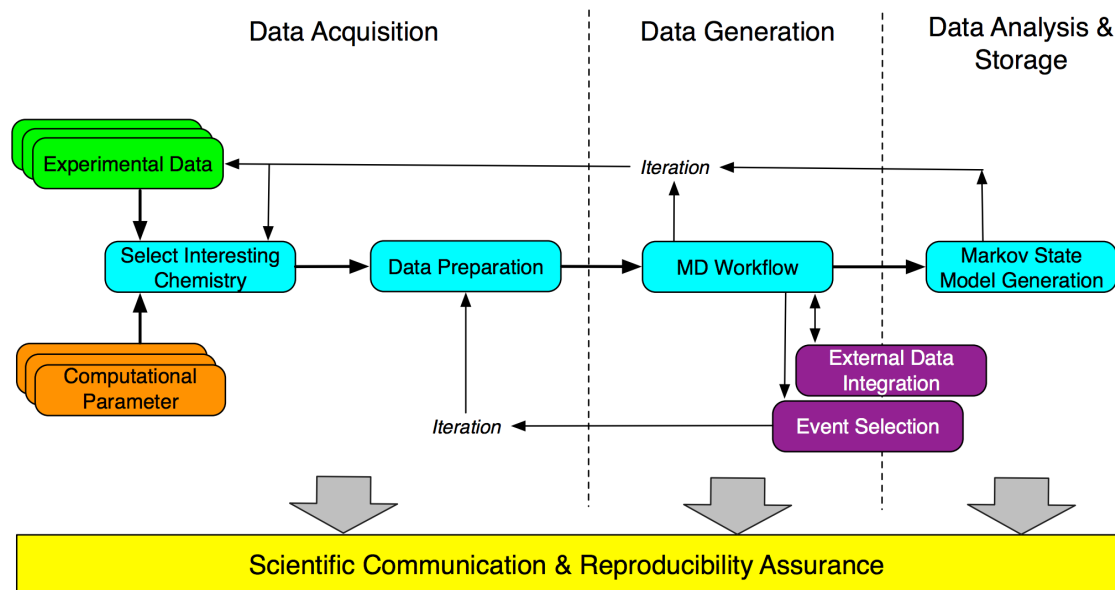 Data Acquisition
Data Generation
Data Analysis &
Storage
Experimental Data
Iteration
Select Interesting
Chemistry
Data Preparation
MD Workflow
Markov State
Model Generation
Computational
Parameter
External Data
Integration
Iteration
Event Selection
Scientific Communication & Reproducibility Assurance